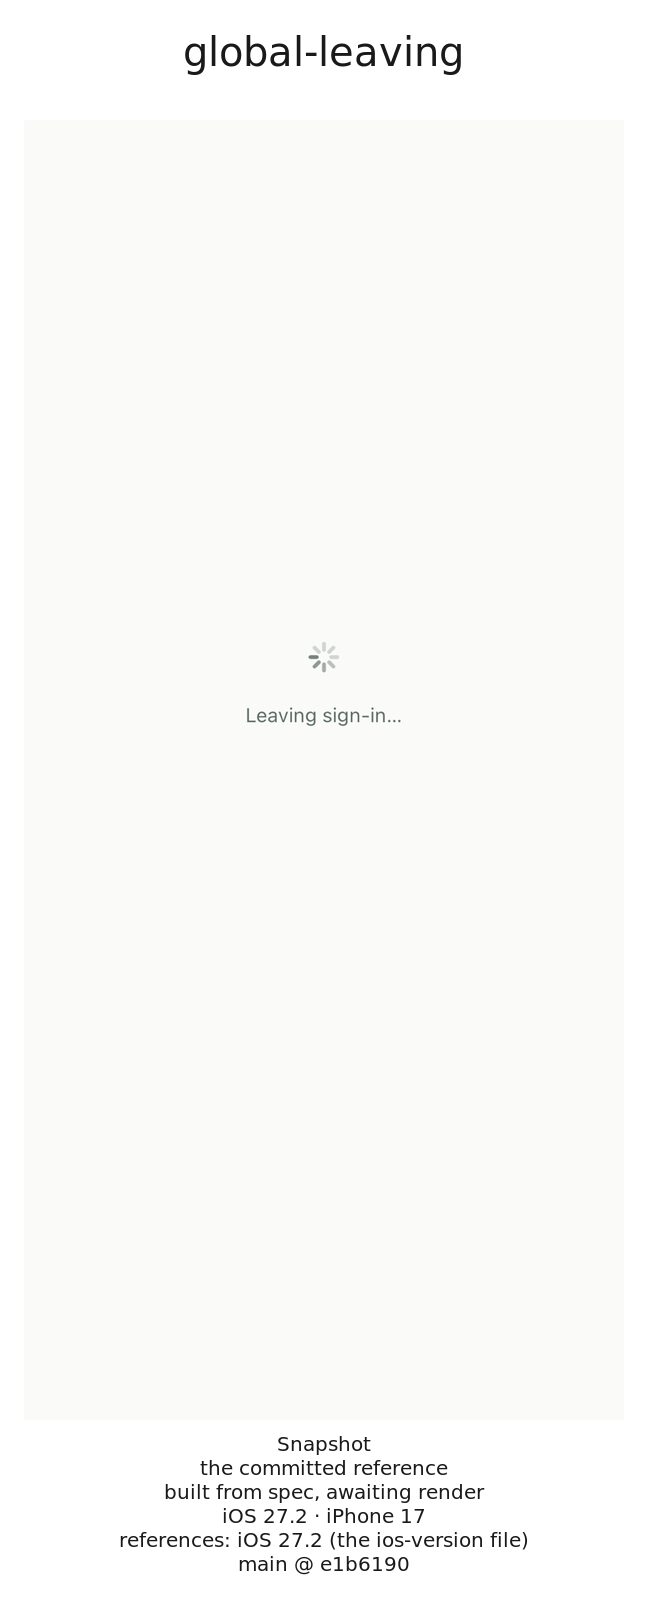 global-leaving
Leaving sign-in...
Snapshot
the committed reference
built from spec, awaiting render
iOS 27.2 · iPhone 17
references: iOS 27.2 (the ios-version file)
main @ e1b6190